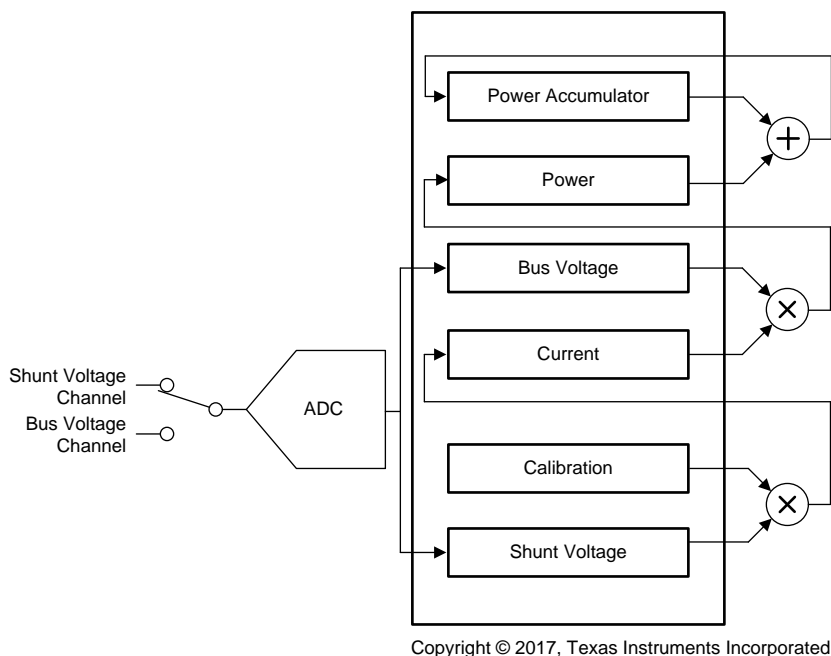 Power Accumulator
Power
Bus Voltage
Current
Shunt Voltage
Channel
ADC
Bus Voltage
Channel
Calibration
Shunt Voltage
Copyright © 2017, Texas Instruments Incorporated